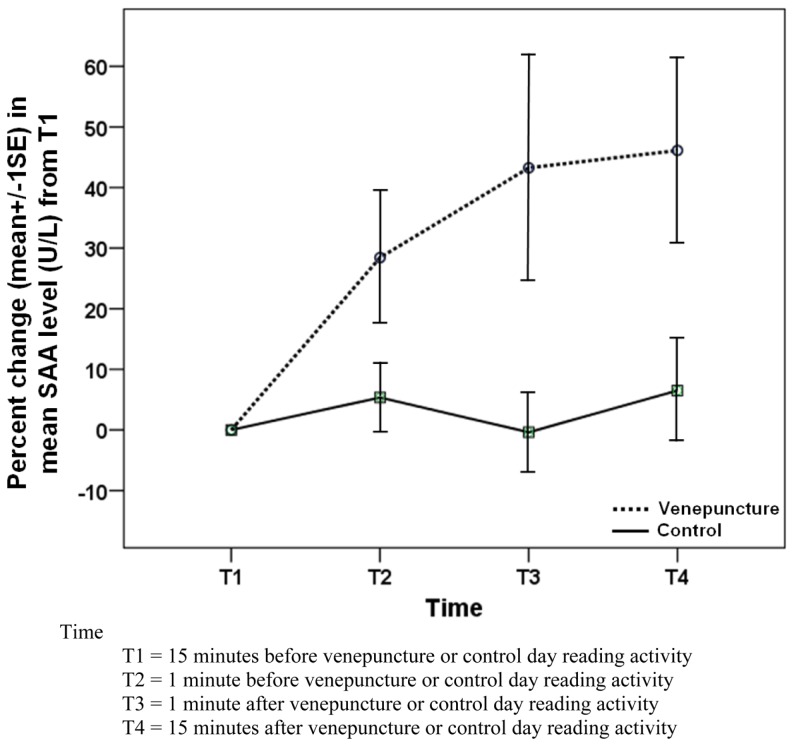 Percent change (mean+/-1SE) in
mean SAA level (U/L) from T1
60
50
40
30
20
10
0
-10
Venepuncture
Control
T1 T2 T3 T4
Time
Time
T1 = 15 minutes before venepuncture or control day reading activity
T2 = 1 minute before venepuncture or control day reading activity
T3 = 1 minute after venepuncture or control day reading activity
T4 = 15 minutes after venepuncture or control day reading activity